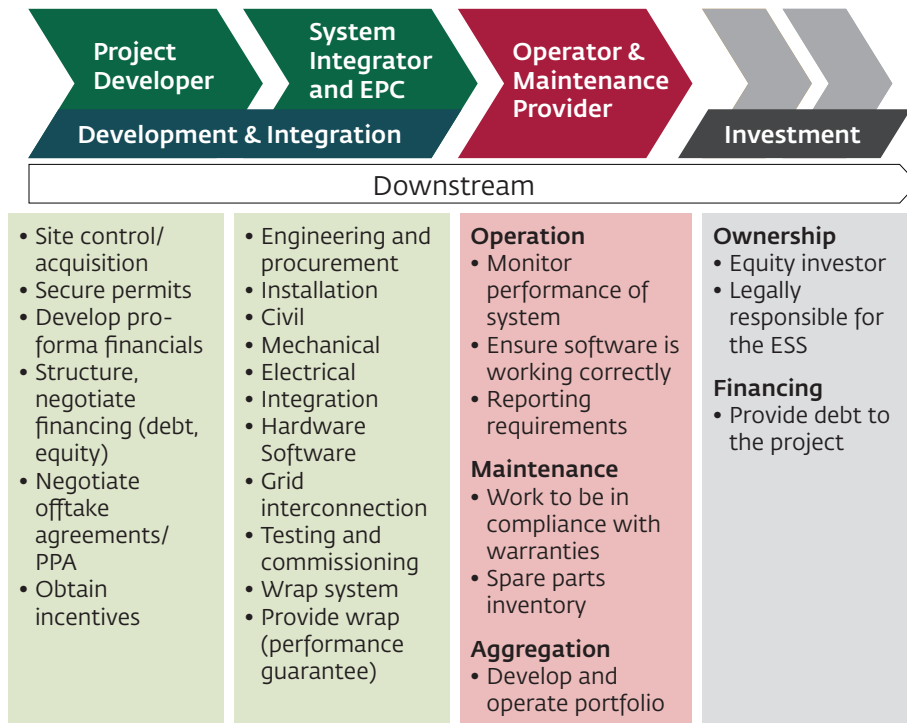 Project
Developer
System
Integrator
and EPC
Development & Integration
Operator &
Maintenance
Provider
Investment
Downstream
• Site control/
acquisition
• Secure permits
• Develop pro-
forma financials
• Structure,
negotiate
financing (debt,
equity)
• Negotiate
offtake
agreements/
PPA
• Obtain
incentives
• Engineering and
procurement
• Installation
• Civil
• Mechanical
• Electrical
• Integration
• Hardware
Software
• Grid
interconnection
• Testing and
commissioning
• Wrap system
• Provide wrap
(performance
guarantee)
Operation
• Monitor
performance of
system
• Ensure software is
working correctly
• Reporting
requirements
Maintenance
• Work to be in
compliance with
warranties
• Spare parts
inventory
Aggregation
• Develop and
operate portfolio
Ownership
• Equity investor
• Legally
responsible for
the ESS
Financing
• Provide debt to
the project